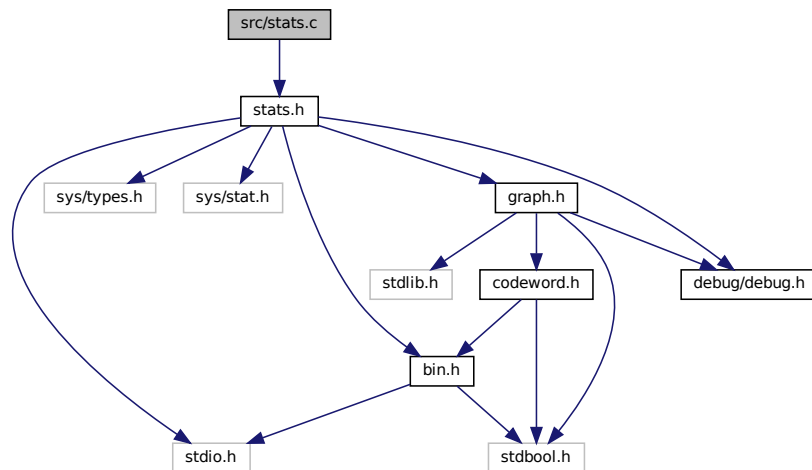 src/stats.c
stats.h
sys/types.h
sys/stat.h
graph.h
stdlib.h
codeword.h
debug/debug.h
bin.h
stdio.h
stdbool.h